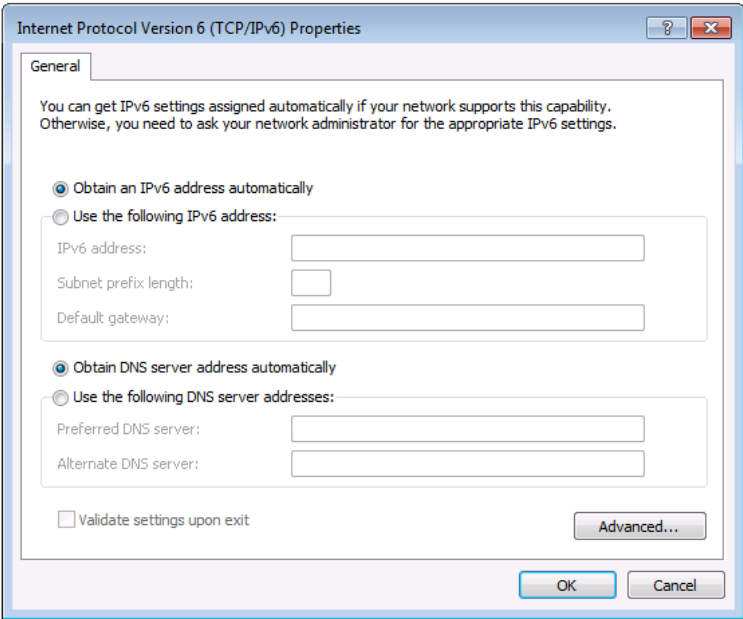 Internet Protocol Version 6 (TCP/IPv6) Properties
General
You can get IPv6 settings assigned automatically if your network supports this capability.
Otherwise, you need to ask your network administrator for the appropriate IPv6 settings.
Obtain an IPv6 address automatically
Use the following IPv6 address:
IPv6 address:
Subnet prefix length:
Default gateway:
Obtain DNS server address automatically
Use the following DNS server addresses:
Preferred DNS server:
Alternate DNS server:
Validate settings upon exit
Advanced...
OK
Cancel